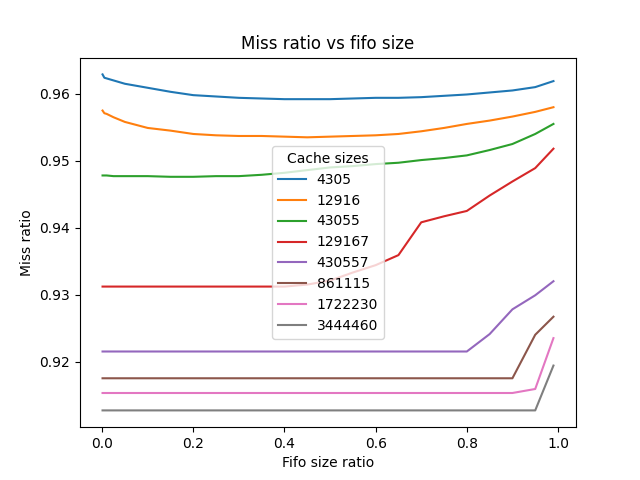 Miss ratio vs fifo size
Miss ratio
0.96
0.95
0.94
0.93
0.92
Cache sizes
4305
12916
43055
129167
430557
861115
1722230
3444460
0.0 0.2 0.4 0.6 0.8 1.0
Fifo size ratio